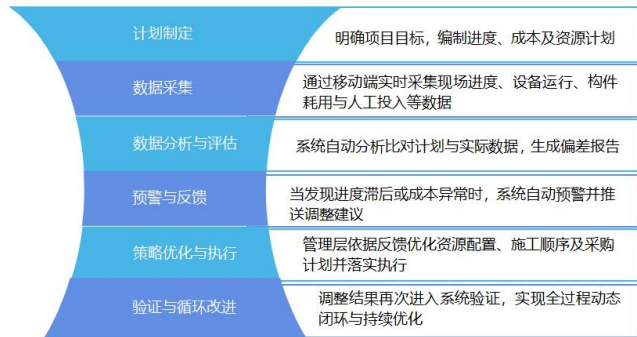 计划制定
明确项目目标，编制进度、成本及资源计划
数据采集
通过移动端实时采集现场进度、设备运行、构件
耗用与人工投入等数据
数据分析与评估
系统自动分析比对计划与实际数据，生成偏差报告
预警与反馈
当发现进度滞后或成本异常时，系统自动预警并推
送调整建议
策略优化与执行
管理层依据反馈优化资源配置、施工顺序及采购
计划并落实执行
验证与循环改进
调整结果再次进入系统验证，实现全过程动态
闭环与持续优化